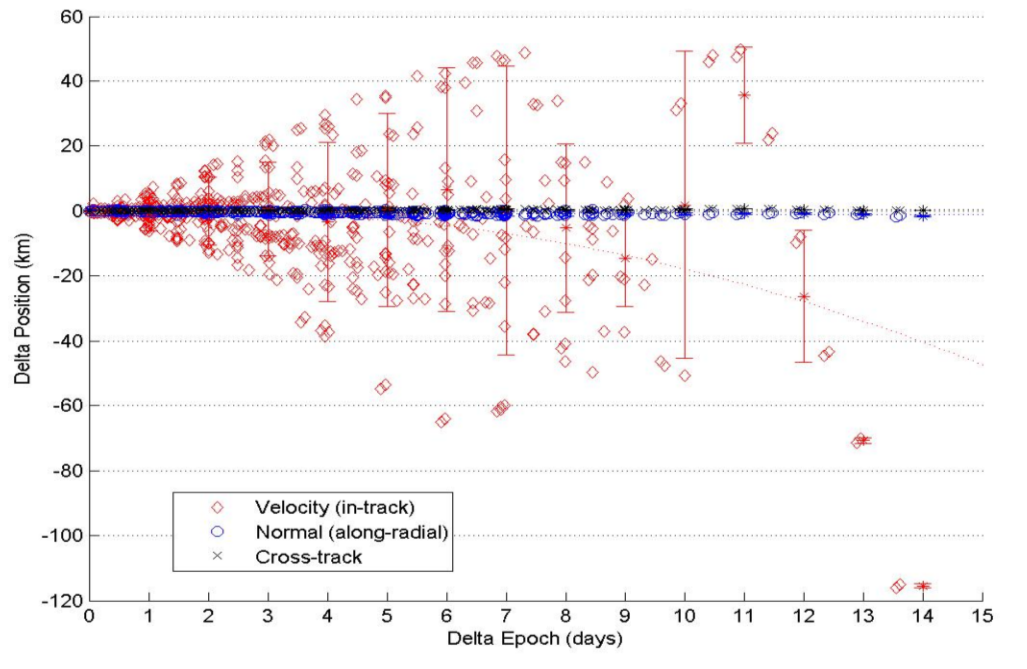 60
40
20
0
-20
-40
-60
-80
-100
-120
Delta Position (km)
Velocity (in-track)
Normal (along-radial)
Cross-track
0 1 2 3 4 5 6 7 8 9 10 11 12 13 14 15
Delta Epoch (days)